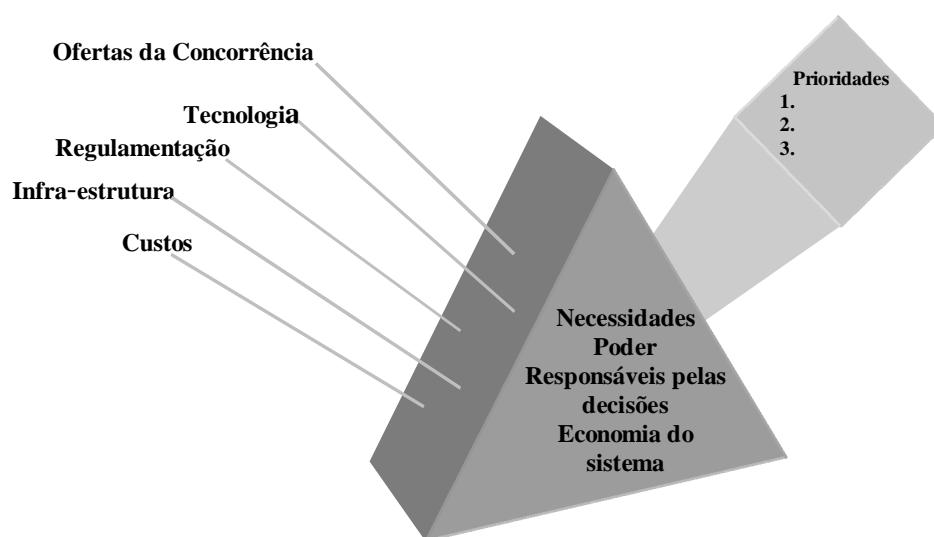 Ofertas da Concorrência
Tecnologia
Regulamentação
Infra-estrutura
Custos
Prioridades
1.
2.
3.
Necessidades
Poder
Responsáveis pelas
decisões
Economia do
sistema